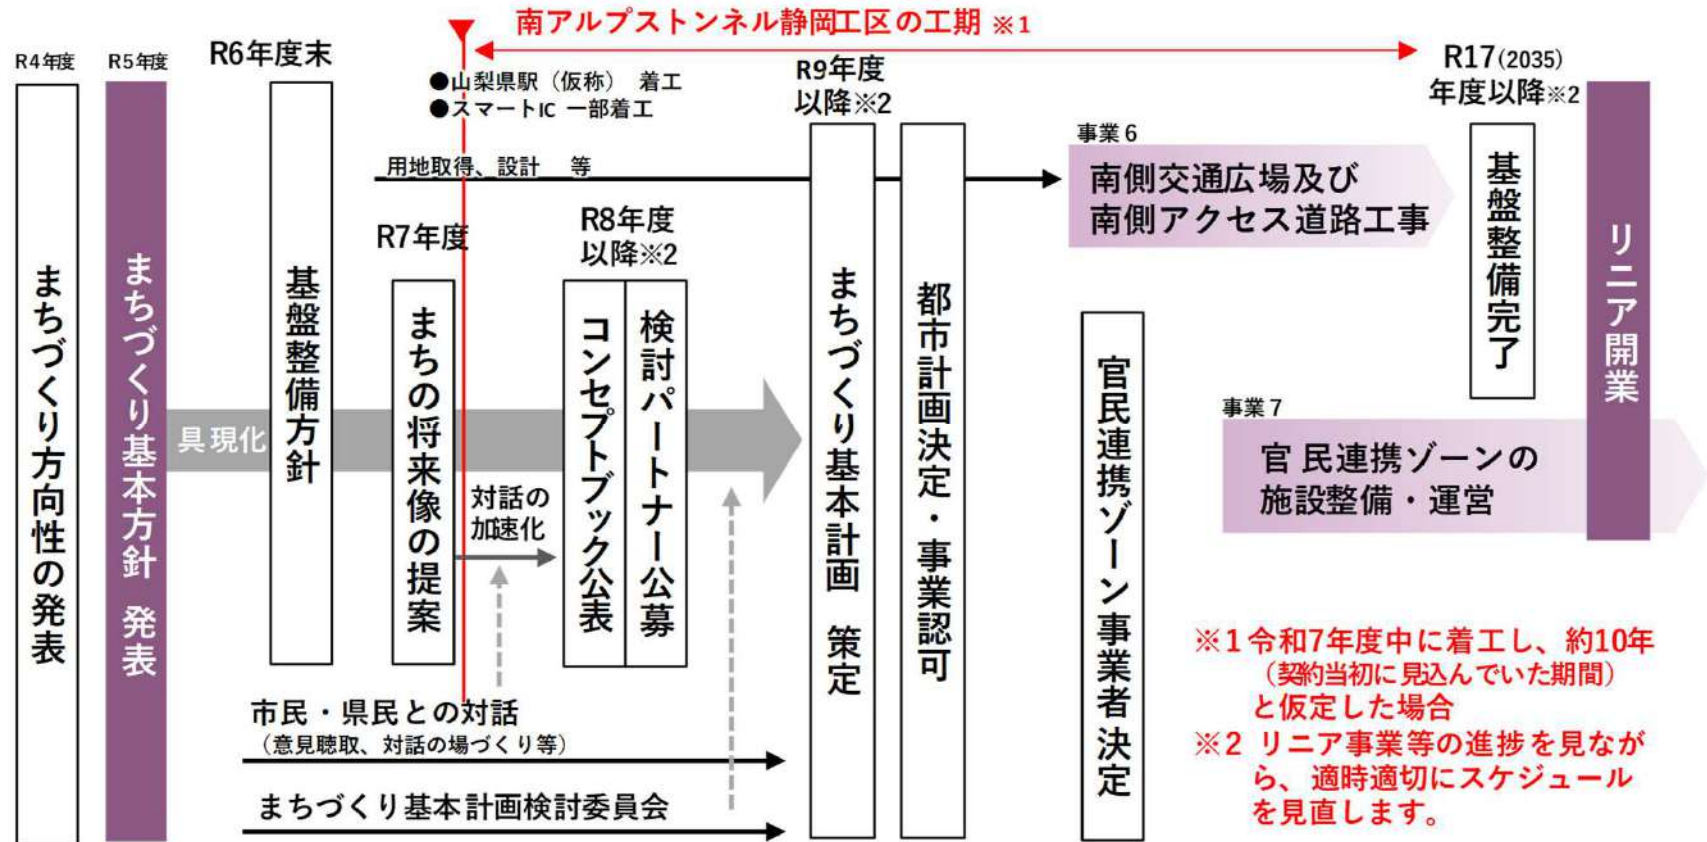 南アルプストンネル静岡工区の工期 ※1
R4年度
R5年度
R6年度末
●山梨県駅（仮称） 着工
●スマートIC 一部着工
R9年度
以降※2
R17(2035)
年度以降※2
用地取得、設計 等
事業6
南側交通広場及び
南側アクセス道路工事
R7年度
R8年度
以降※2
まちづくり方向性の発表
まちづくり基本方針 発表
具現化
基盤整備方針
まちの将来像の提案
対話の
加速化
コンセプトブック公表
検討パートナー公募
まちづくり基本計画 策定
都市計画決定・事業認可
官民連携ゾーン事業者決定
基盤整備完了
リニア開業
事業7
官民連携ゾーンの
施設整備・運営
市民・県民との対話
（意見聴取、対話の場づくり等）
まちづくり基本計画検討委員会
※1 令和7年度中に着工し、約10年
（契約当初に見込んでいた期間）
と仮定した場合
※2 リニア事業等の進捗を見なが
ら、適時適切にスケジュール
を見直します。